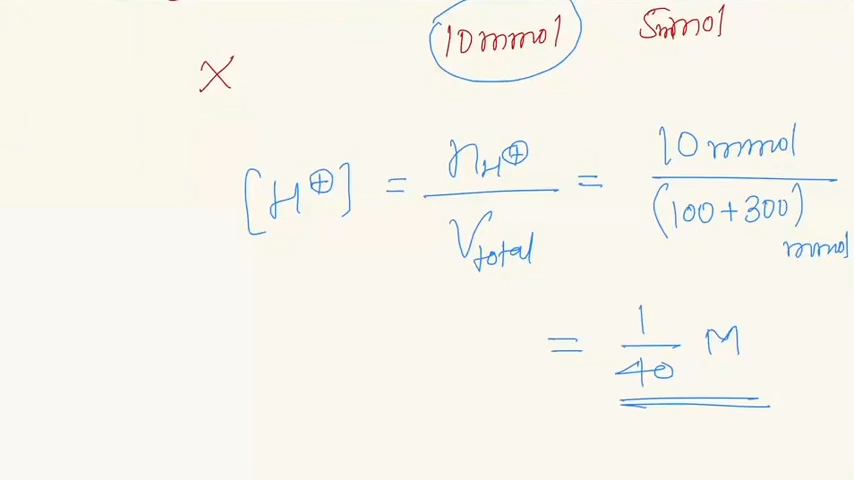 10 mmol 5mmol
X
[H⊕] = n_H⊕ / V_total = 10 mmol / (100+300) mmol
= 1/40 M